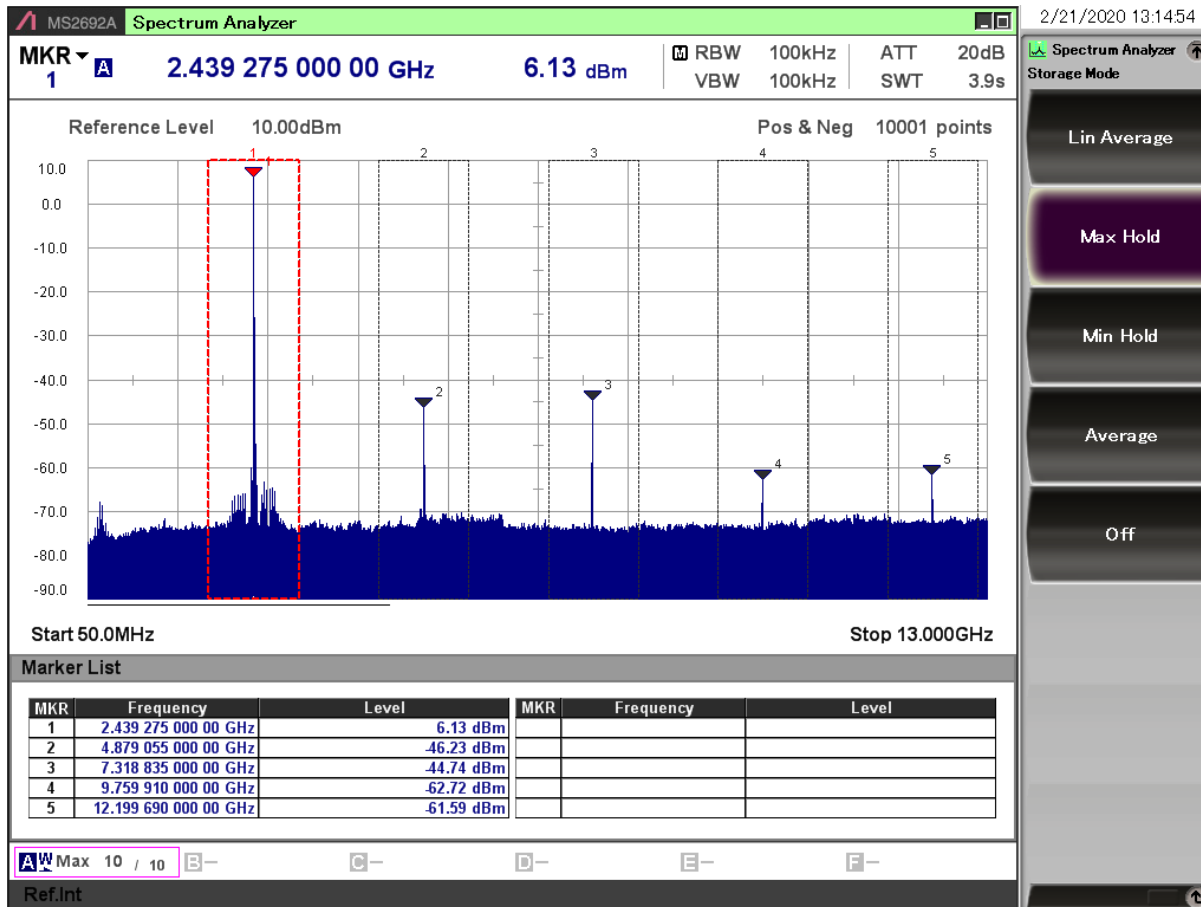 MS2692A Spectrum Analyzer
2/21/2020 13:14:54
MKR A 2.439 275 000 00 GHz 6.13 dBm M RBW 100kHz ATT 20dB
1 VBW 100kHz SWT 3.9s
Spectrum Analyzer
Storage Mode
Reference Level 10.00dBm Pos & Neg 10001 points
1 2 3 4 5
10.0
0.0
-10.0
-20.0
-30.0
-40.0
-50.0
-60.0
-70.0
-80.0
-90.0
2
3
4
5
Start 50.0MHz Stop 13.000GHz
Marker List
MKR Frequency Level MKR Frequency Level
1 2.439 275 000 00 GHz 6.13 dBm
2 4.879 055 000 00 GHz -46.23 dBm
3 7.318 835 000 00 GHz -44.74 dBm
4 9.759 910 000 00 GHz -62.72 dBm
5 12.199 690 000 00 GHz -61.59 dBm
A W Max 10 / 10 B C D E F
Ref.Int
Lin Average
Max Hold
Min Hold
Average
Off